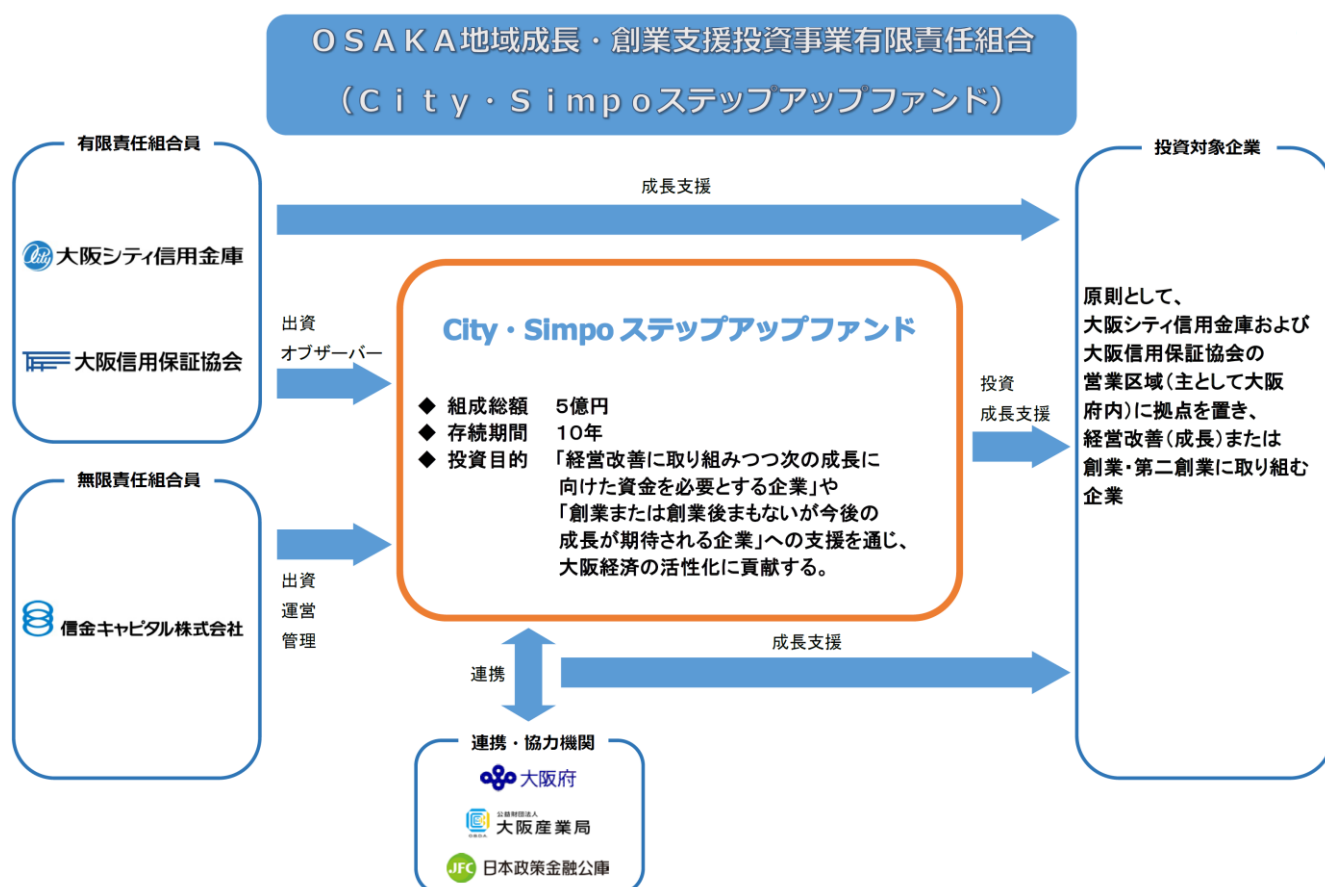 OSAKA地域成長・創業支援投資事業有限責任組合
(City・Simpoステップアップファンド)
有限責任組合員
City
大阪シティ信用金庫
大阪信用保証協会
無限責任組合員
信金キャピタル株式会社
成長支援
出資
オブザーバー
出資
運営
管理
City・Simpo ステップアップファンド
◆ 組成総額 5億円
◆ 存続期間 10年
◆ 投資目的 「経営改善に取り組みつつ次の成長に
向けた資金を必要とする企業」や
「創業または創業後まもないが今後の
成長が期待される企業」への支援を通じ、
大阪経済の活性化に貢献する。
投資
成長支援
投資対象企業
原則として、
大阪シティ信用金庫および
大阪信用保証協会の
営業区域(主として大阪
府内)に拠点を置き、
経営改善(成長)または
創業・第二創業に取り組む
企業
連携
成長支援
連携・協力機関
大阪府
公益財団法人
大阪産業局
OBDA
JFC 日本政策金融公庫